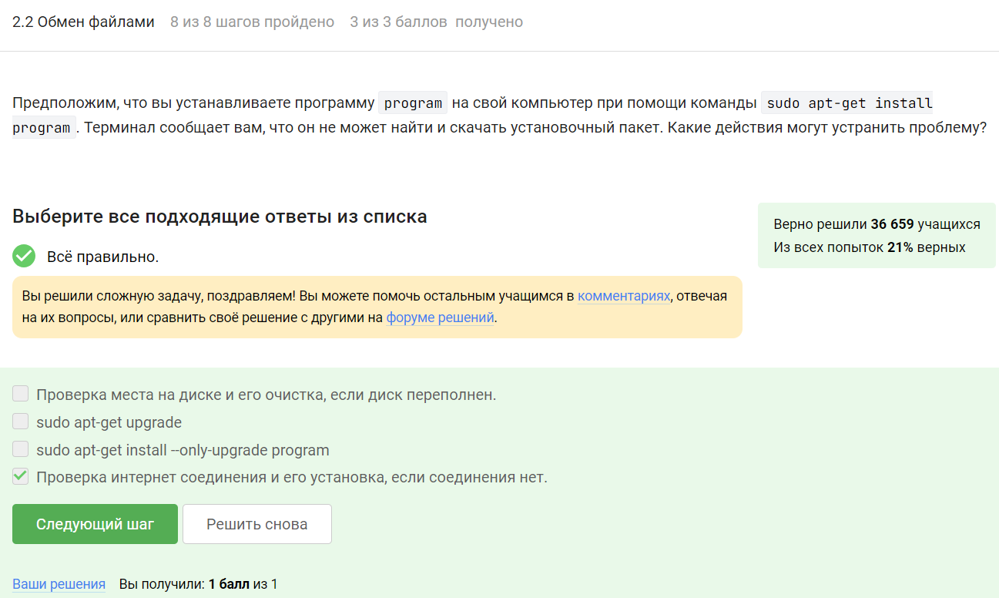 2.2 Обмен файлами 8 из 8 шагов пройдено 3 из 3 баллов получено
Предположим, что вы устанавливаете программу program на свой компьютер при помощи команды sudo apt-get install
program. Терминал сообщает вам, что он не может найти и скачать установочный пакет. Какие действия могут устранить проблему?
Выберите все подходящие ответы из списка
Верно решили 36 659 учащихся
Из всех попыток 21% верных
Всё правильно.
Вы решили сложную задачу, поздравляем! Вы можете помочь остальным учащимся в комментариях, отвечая
на их вопросы, или сравнить своё решение с другими на форуме решений.
Проверка места на диске и его очистка, если диск переполнен.
sudo apt-get upgrade
sudo apt-get install --only-upgrade program
Проверка интернет соединения и его установка, если соединения нет.
Следующий шаг Решить снова
Ваши решения Вы получили: 1 балл из 1